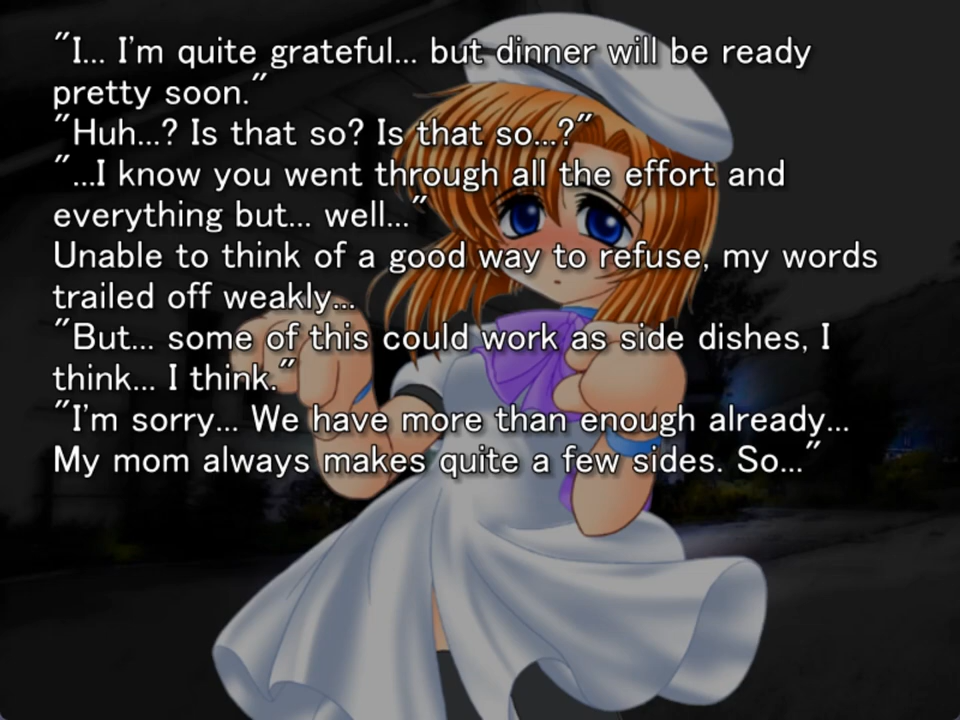 "I... I'm quite grateful... but dinner will be ready
pretty soon."
"Huh...? Is that so? Is that so...?"
"...I know you went through all the effort and
everything but... well..."
Unable to think of a good way to refuse, my words
trailed off weakly...
"But... some of this could work as side dishes, I
think... I think."
"I'm sorry... We have more than enough already...
My mom always makes quite a few sides. So..."